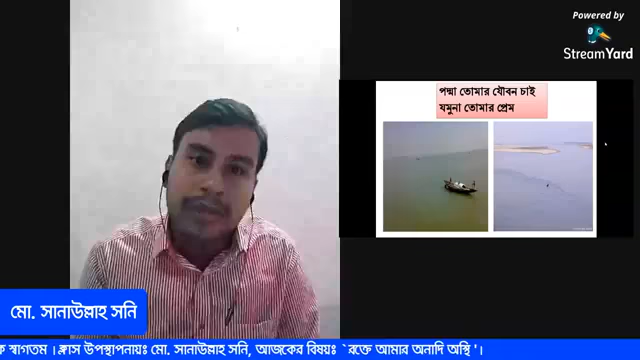 Powered by
StreamYard
পদ্মা তোমার যৌবন চাই
যমুনা তোমার প্রেম
মো. সানাউল্লাহ সনি
স্বাগতম । ক্লাস উপস্থাপনায়ঃ মো. সানাউল্লাহ সনি, আজকের বিষয়ঃ `রক্তে আমার অনাদি অস্থি '।